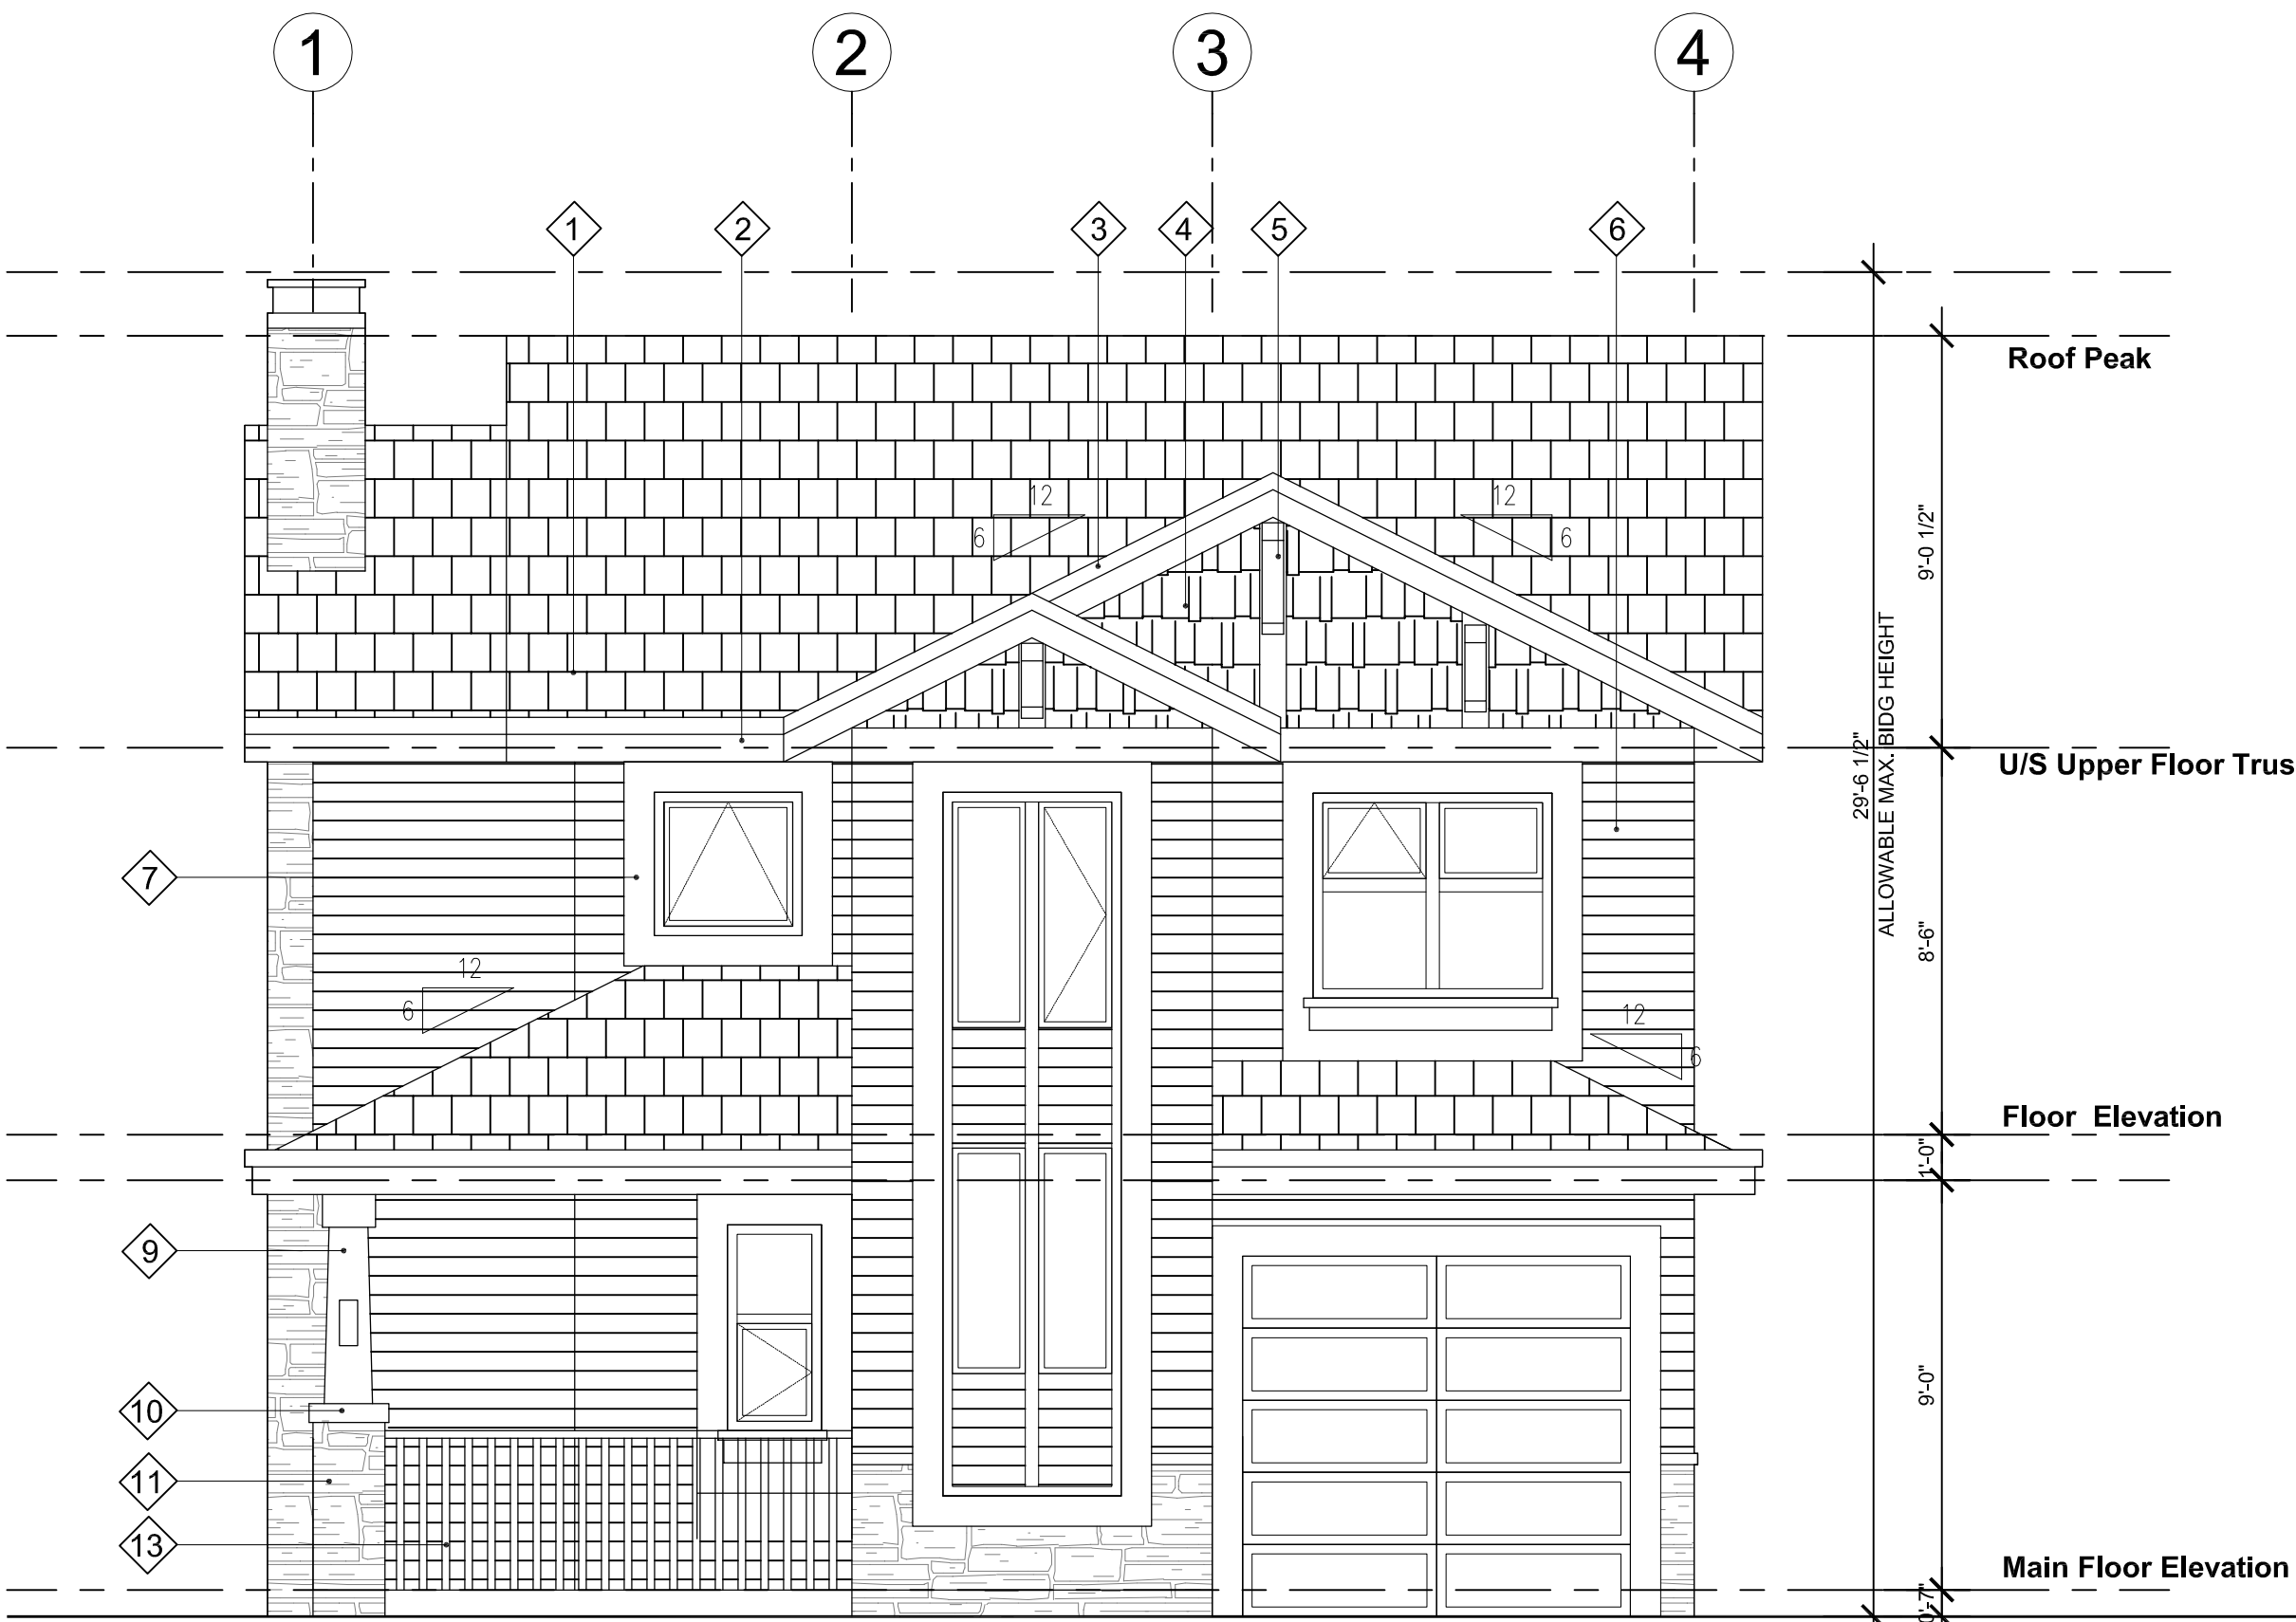 1 2 3 4
1 2 3 4 5 6
Roof Peak
12 12
6 6
9'-0 1/2"
29'-6 1/2"
ALLOWABLE MAX. BIDG HEIGHT
U/S Upper Floor Trus
7
8'-6"
12
6
12
6
Floor Elevation
1'-0"
9
9'-0"
10
11
13
Main Floor Elevation
0'-7"